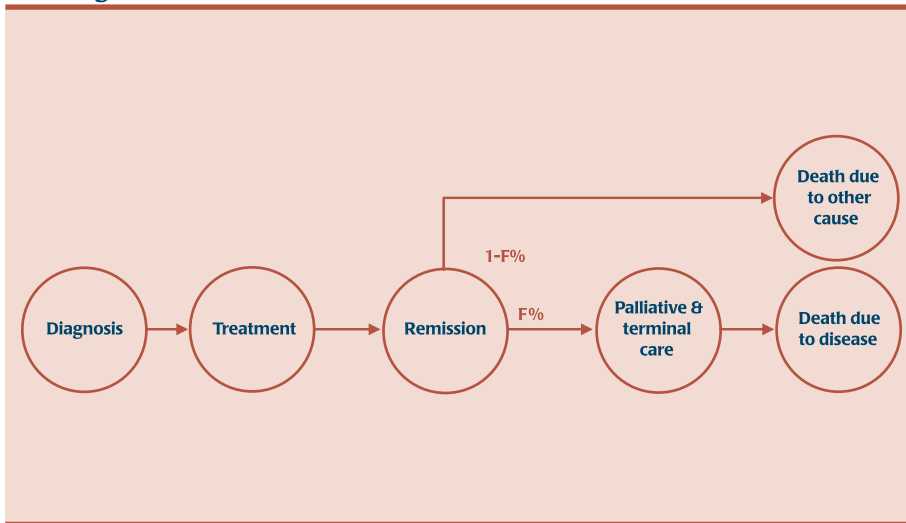 Death due
to other
cause
1-F%
Diagnosis
Treatment
Remission
F%
Palliative &
terminal
care
Death due
to disease